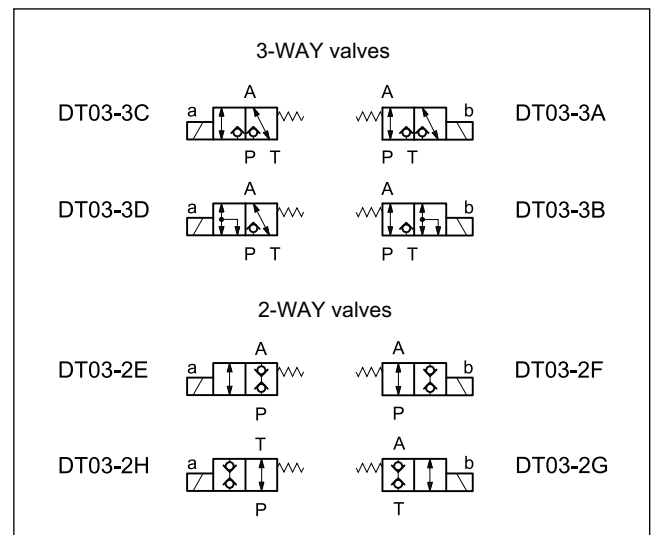 3-WAY valves
DT03-3C a A P T
A b P T DT03-3A
DT03-3D a A P T
A b P T DT03-3B
2-WAY valves
DT03-2E a A P
A b P DT03-2F
DT03-2H a T P
A b T DT03-2G